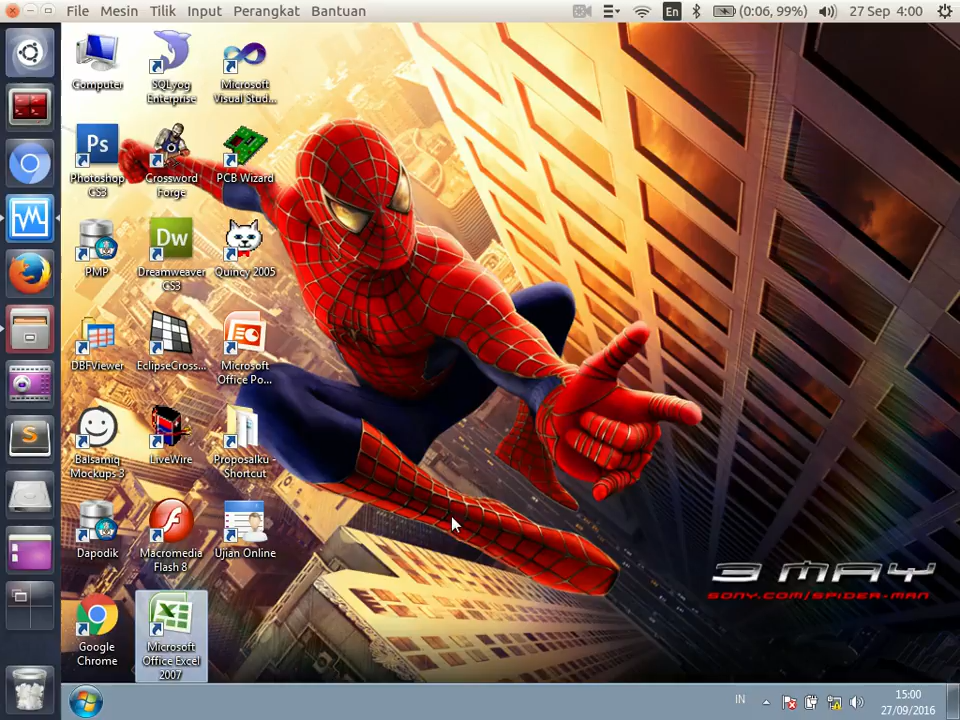 File Mesin Tilik Input Perangkat Bantuan
En (0:06, 99%) 27 Sep 4:00
Computer
SQLyog
Enterprise
Microsoft
Visual Stud...
Ps
Photoshop
CS3
Crossword
Forge
PCB Wizard
PMP
Dw
Dreamweaver
CS3
Quincy 2005
DBFViewer
EclipseCross...
Microsoft
Office Po...
Balsamiq
Mockups 3
LiveWire
Proposalku -
Shortcut
S
Dapodik
Macromedia
Flash 8
Ujian Online
3 MAY
SONY.COM/SPIDER-MAN
Google
Chrome
Microsoft
Office Excel
2007
IN
15:00
27/09/2016